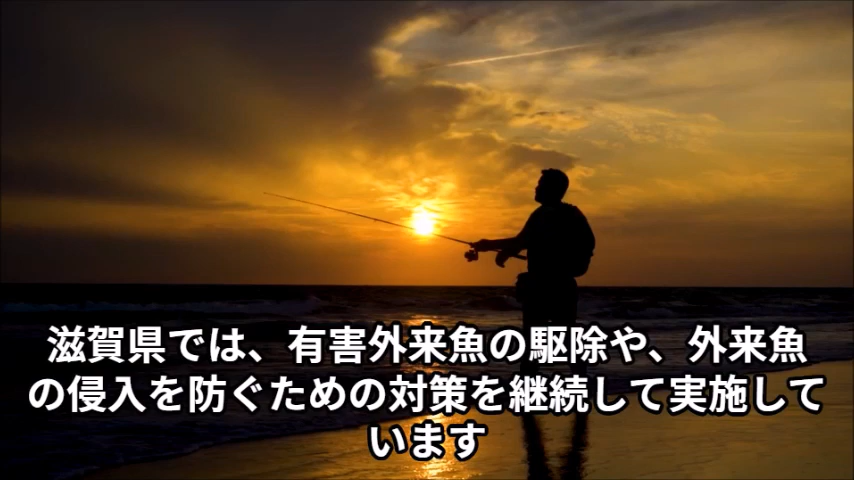 滋賀県では、有害外来魚の駆除や、外来魚
の侵入を防ぐための対策を継続して実施して
います